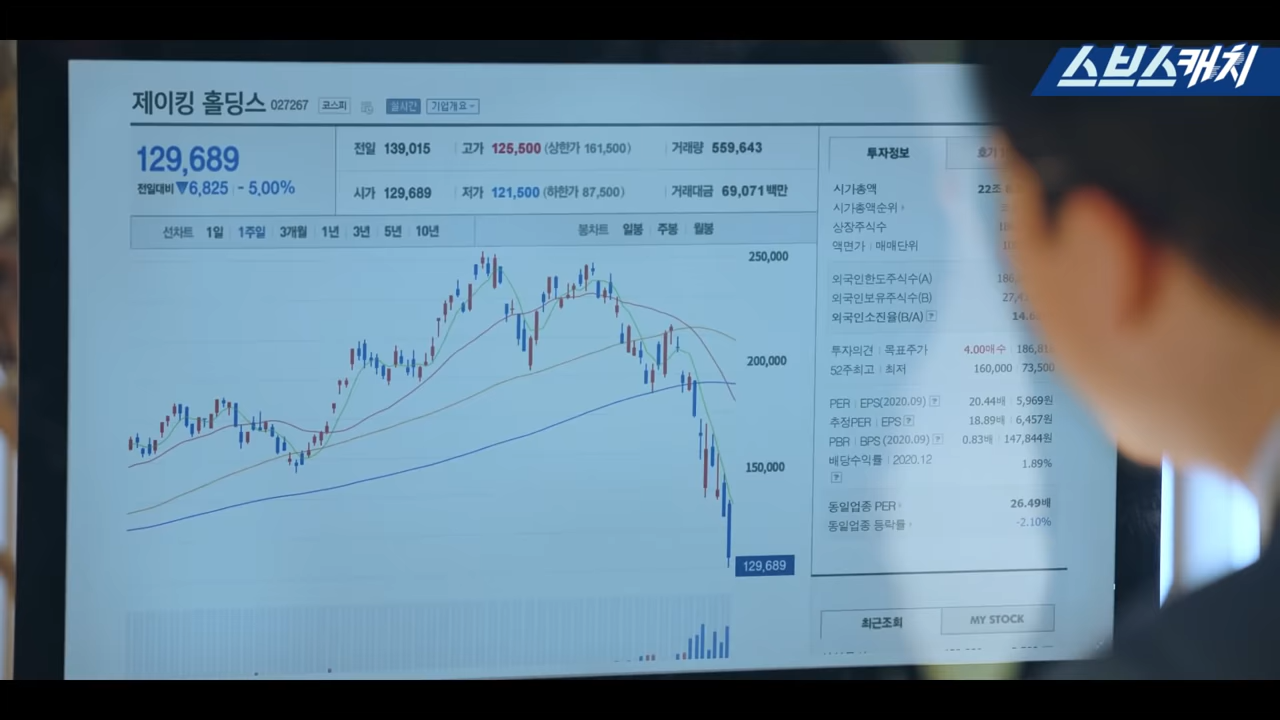 스브스캐치
제이킹 홀딩스 027267 코스피 실시간 기업개요
129,689
전일대비 ▼6,825 - 5,00%
전일 139,015 고가 125,500 (상한가 161,500) 거래량 559,643
시가 129,689 저가 121,500 (하한가 87,500) 거래대금 69,071 백만
선차트 1일 1주일 3개월 1년 3년 5년 10년 봉차트 일봉 주봉 월봉
250,000
200,000
150,000
129,689
투자정보 호가
시가총액 22조
시가총액순위
상장주식수
액면가 매매단위
외국인한도주식수(A)
외국인보유주식수(B)
외국인소진율(B/A) ?
투자의견 목표주가 4.00매수
52주최고 최저 160,000 73,500
PER EPS(2020.09) ? 20.44배 5,969원
추정PER EPS ? 18.89배 6,457원
PBR BPS (2020.09) ? 0.83배 147,844원
배당수익률 2020.12 1.89%
?
동일업종 PER 26.49배
동일업종 등락률 -2.10%
최근조회 MY STOCK